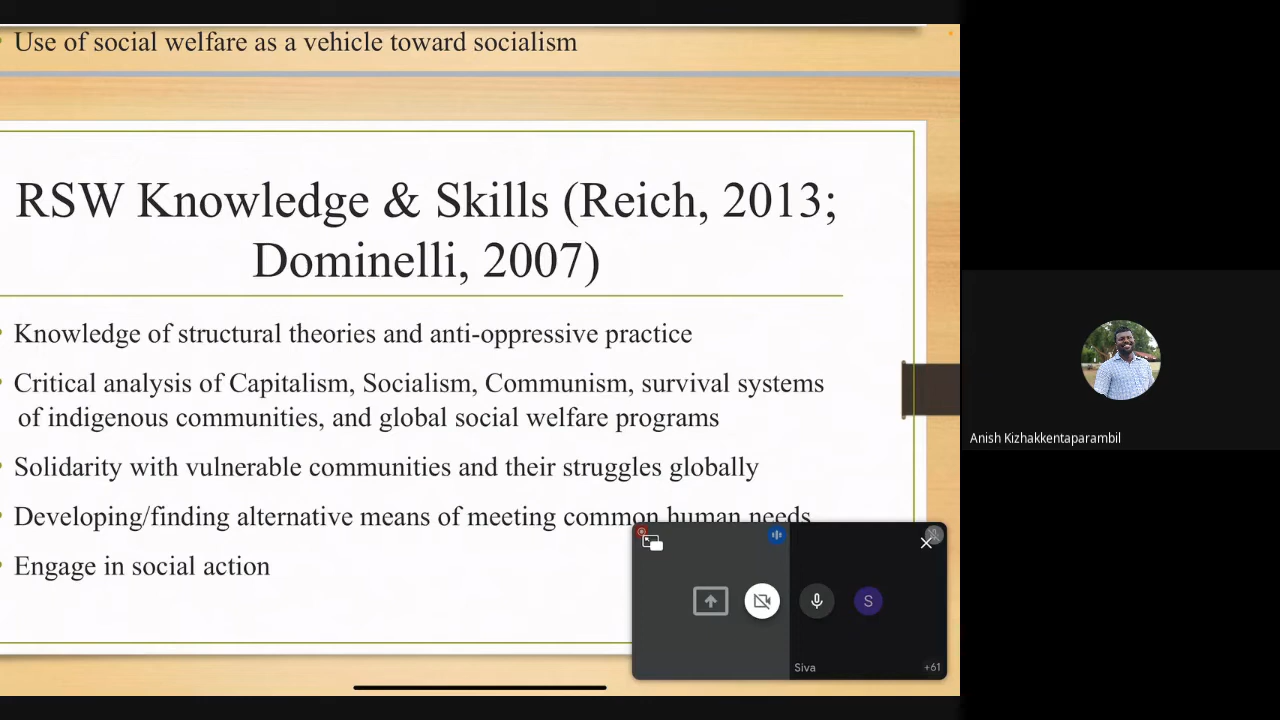 Use of social welfare as a vehicle toward socialism
RSW Knowledge & Skills (Reich, 2013;
Dominelli, 2007)
Knowledge of structural theories and anti-oppressive practice
Critical analysis of Capitalism, Socialism, Communism, survival systems
of indigenous communities, and global social welfare programs
Solidarity with vulnerable communities and their struggles globally
Developing/finding alternative means of meeting common human needs
Engage in social action
S
Siva
+61
Anish Kizhakkentaparambil